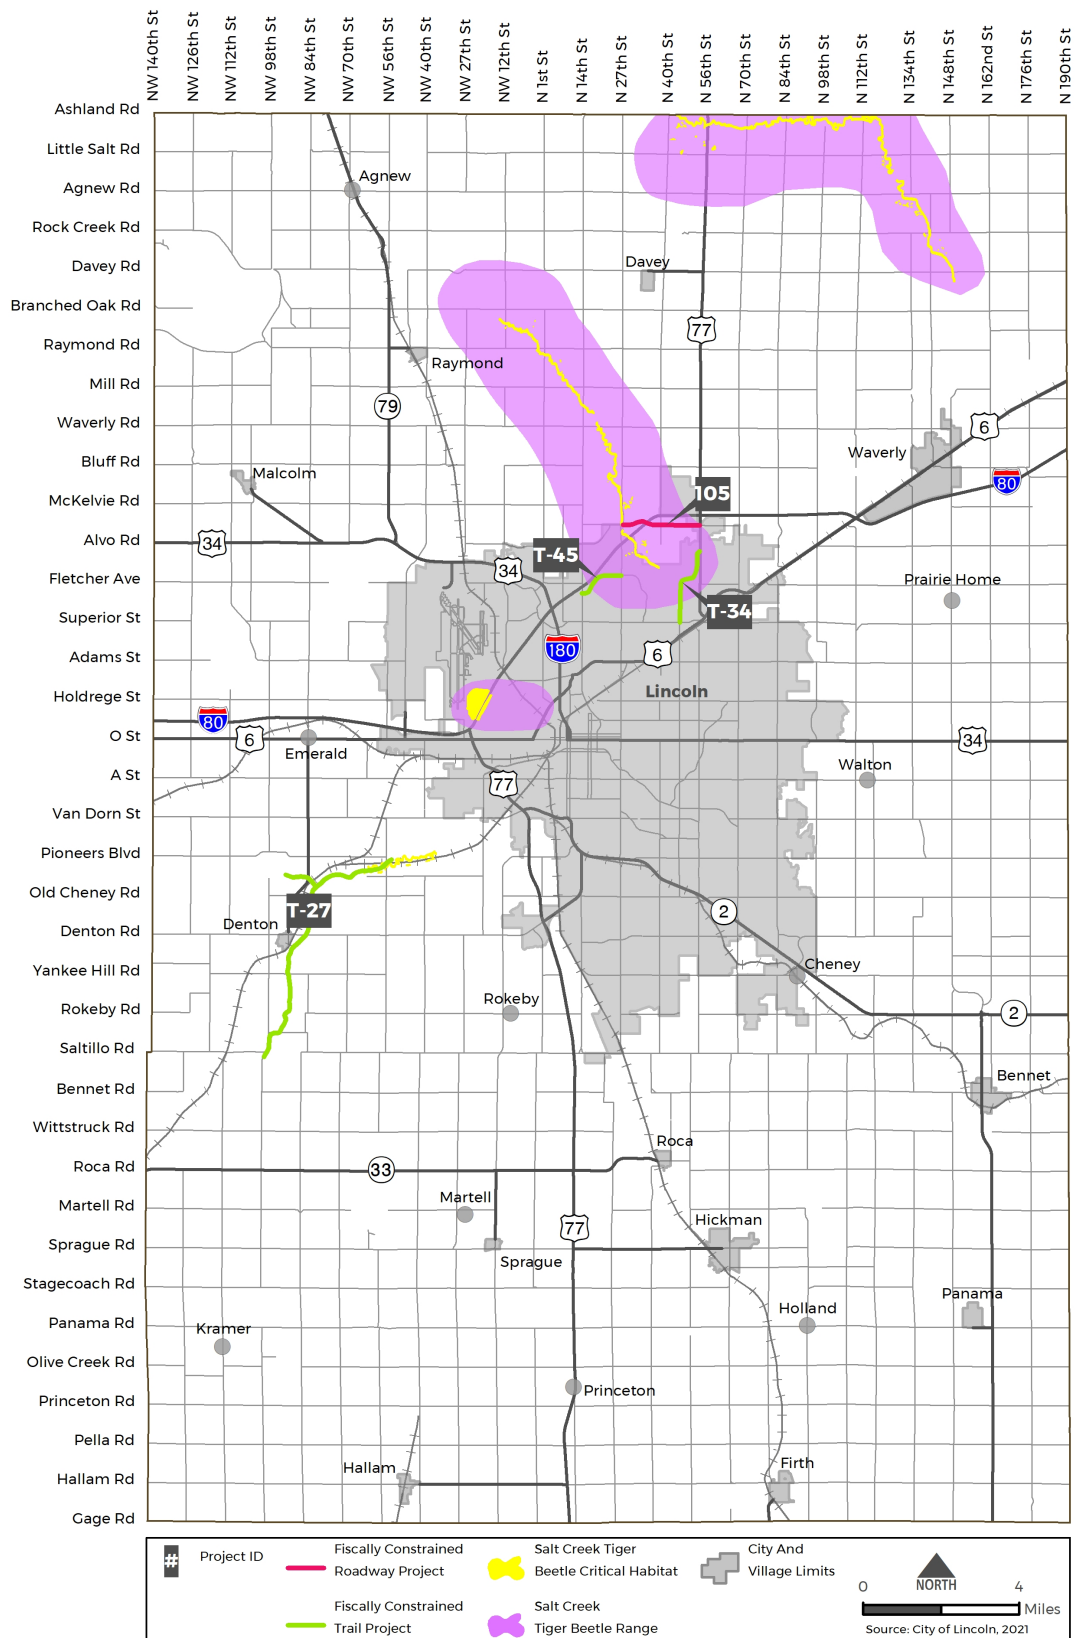 NW 140th St
NW 126th St
NW 112th St
NW 98th St
NW 84th St
NW 70th St
NW 56th St
NW 40th St
NW 27th St
NW 12th St
N 1st St
N 14th St
N 27th St
N 40th St
N 56th St
N 70th St
N 84th St
N 98th St
N 112th St
N 134th St
N 148th St
N 162nd St
N 176th St
N 190th St
Ashland Rd
Little Salt Rd
Agnew Rd
Rock Creek Rd
Davey Rd
Branched Oak Rd
Raymond Rd
Mill Rd
Waverly Rd
Bluff Rd
McKelvie Rd
Alvo Rd
Fletcher Ave
Superior St
Adams St
Holdrege St
O St
A St
Van Dorn St
Pioneers Blvd
Old Cheney Rd
Denton Rd
Yankee Hill Rd
Rokeby Rd
Saltillo Rd
Bennet Rd
Wittstruck Rd
Roca Rd
Martell Rd
Sprague Rd
Stagecoach Rd
Panama Rd
Olive Creek Rd
Princeton Rd
Pella Rd
Hallam Rd
Gage Rd
Agnew
Davey
77
Raymond
79
6
Waverly
80
Malcolm
105
34
T-45
34
Prairie Home
T-34
180
6
Lincoln
80
6
Emerald
34
Walton
77
T-27
Denton
2
Cheney
Rokeby
2
Bennet
Roca
33
Martell
77
Hickman
Sprague
Panama
Holland
Kramer
Princeton
Hallam
Firth
# Project ID
Fiscally Constrained
Roadway Project
Fiscally Constrained
Trail Project
Salt Creek Tiger
Beetle Critical Habitat
Salt Creek
Tiger Beetle Range
City And
Village Limits
NORTH
0 4
Miles
Source: City of Lincoln, 2021